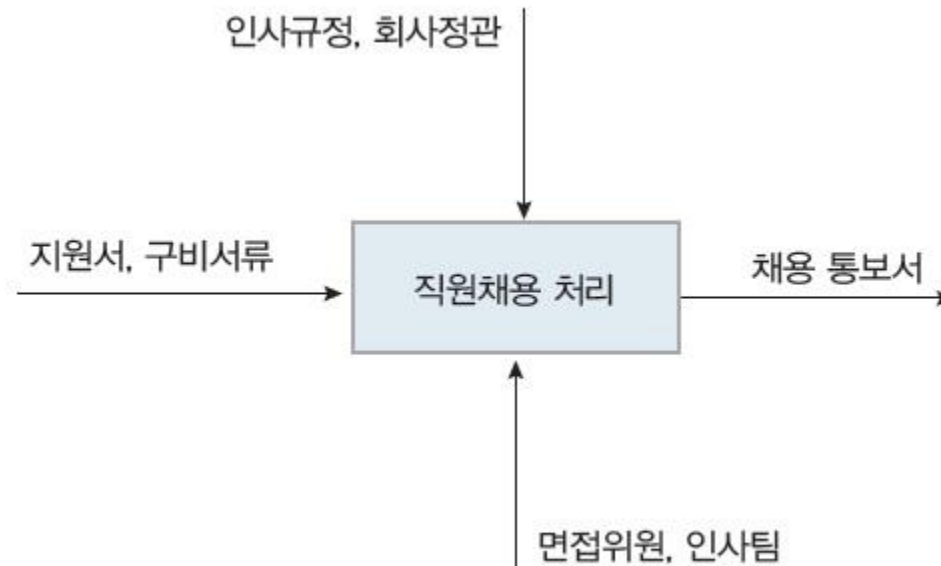 인사규정, 회사정관
지원서, 구비서류
직원채용 처리
채용 통보서
면접위원, 인사팀